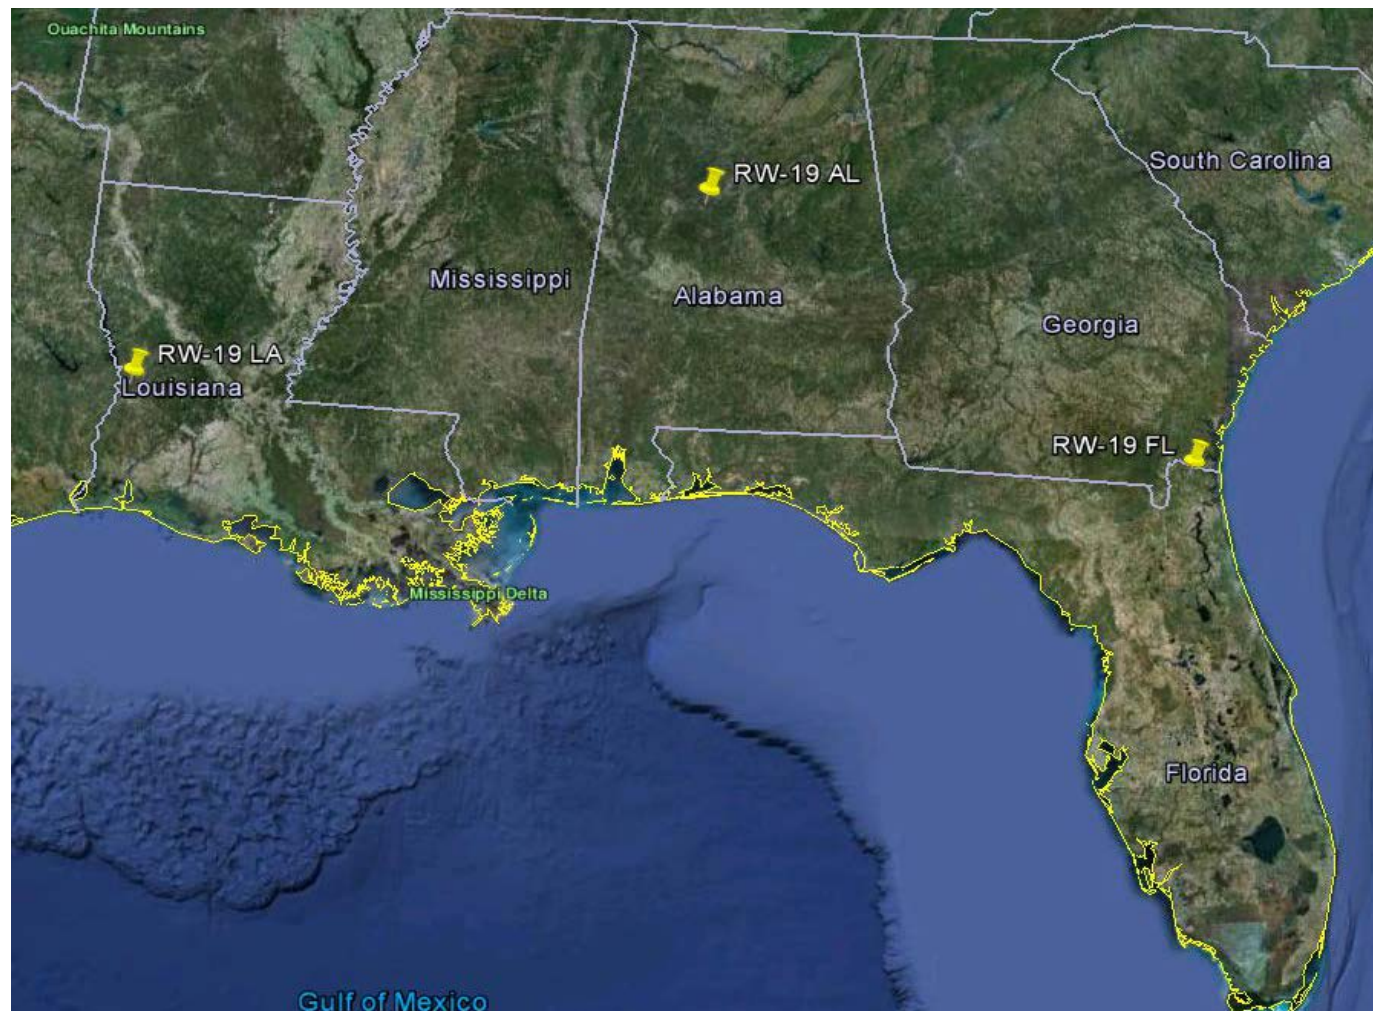 Ouachita Mountains
South Carolina
RW-19 AL
Mississippi
Alabama
Georgia
RW-19 LA
Louisiana
RW-19 FL
Mississippi Delta
Florida
Gulf of Mexico